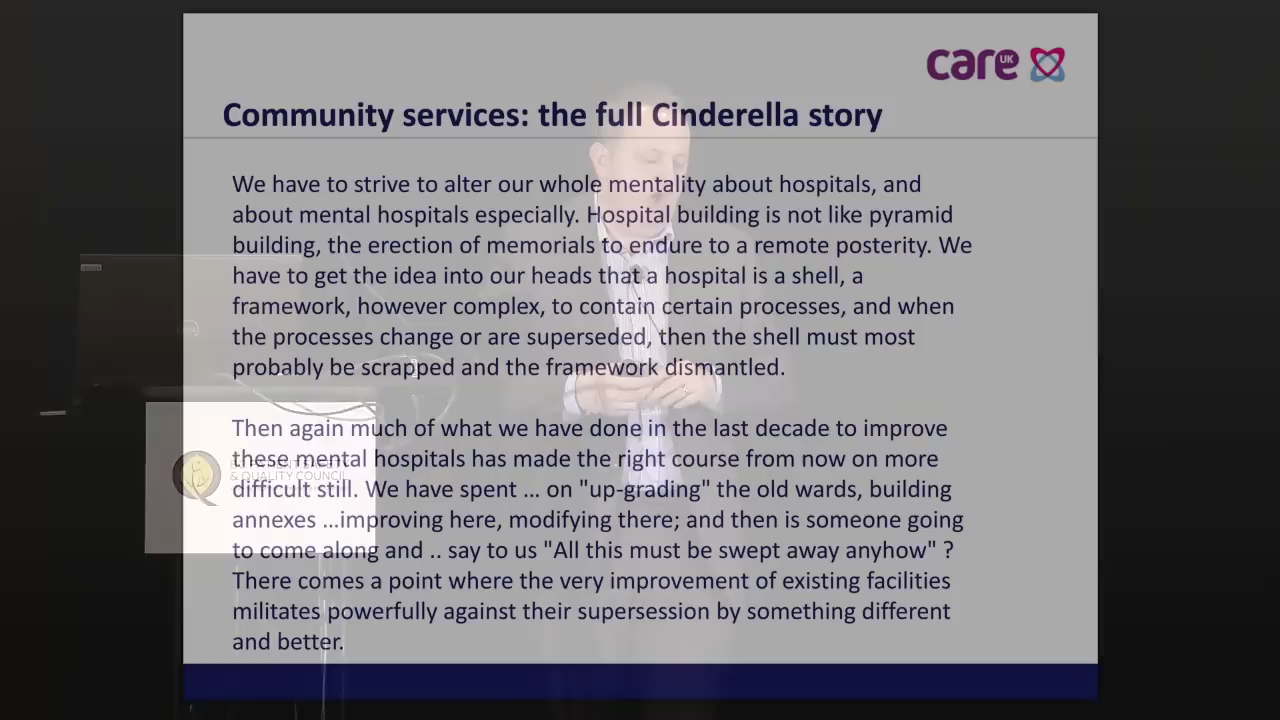 care UK
Community services: the full Cinderella story
We have to strive to alter our whole mentality about hospitals, and
about mental hospitals especially. Hospital building is not like pyramid
building, the erection of memorials to endure to a remote posterity. We
have to get the idea into our heads that a hospital is a shell, a
framework, however complex, to contain certain processes, and when
the processes change or are superseded, then the shell must most
probably be scrapped and the framework dismantled.
Then again much of what we have done in the last decade to improve
these mental hospitals has made the right course from now on more
difficult still. We have spent … on "up-grading" the old wards, building
annexes …improving here, modifying there; and then is someone going
to come along and .. say to us "All this must be swept away anyhow" ?
There comes a point where the very improvement of existing facilities
militates powerfully against their supersession by something different
and better.
PATIENT SAFETY
& QUALITY COUNCIL